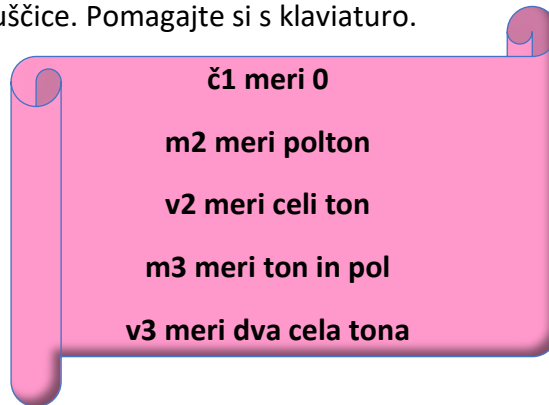 Pomagajte si s klaviaturo.
č1 meri 0
m2 meri polton
v2 meri celi ton
m3 meri ton in pol
v3 meri dva cela tona